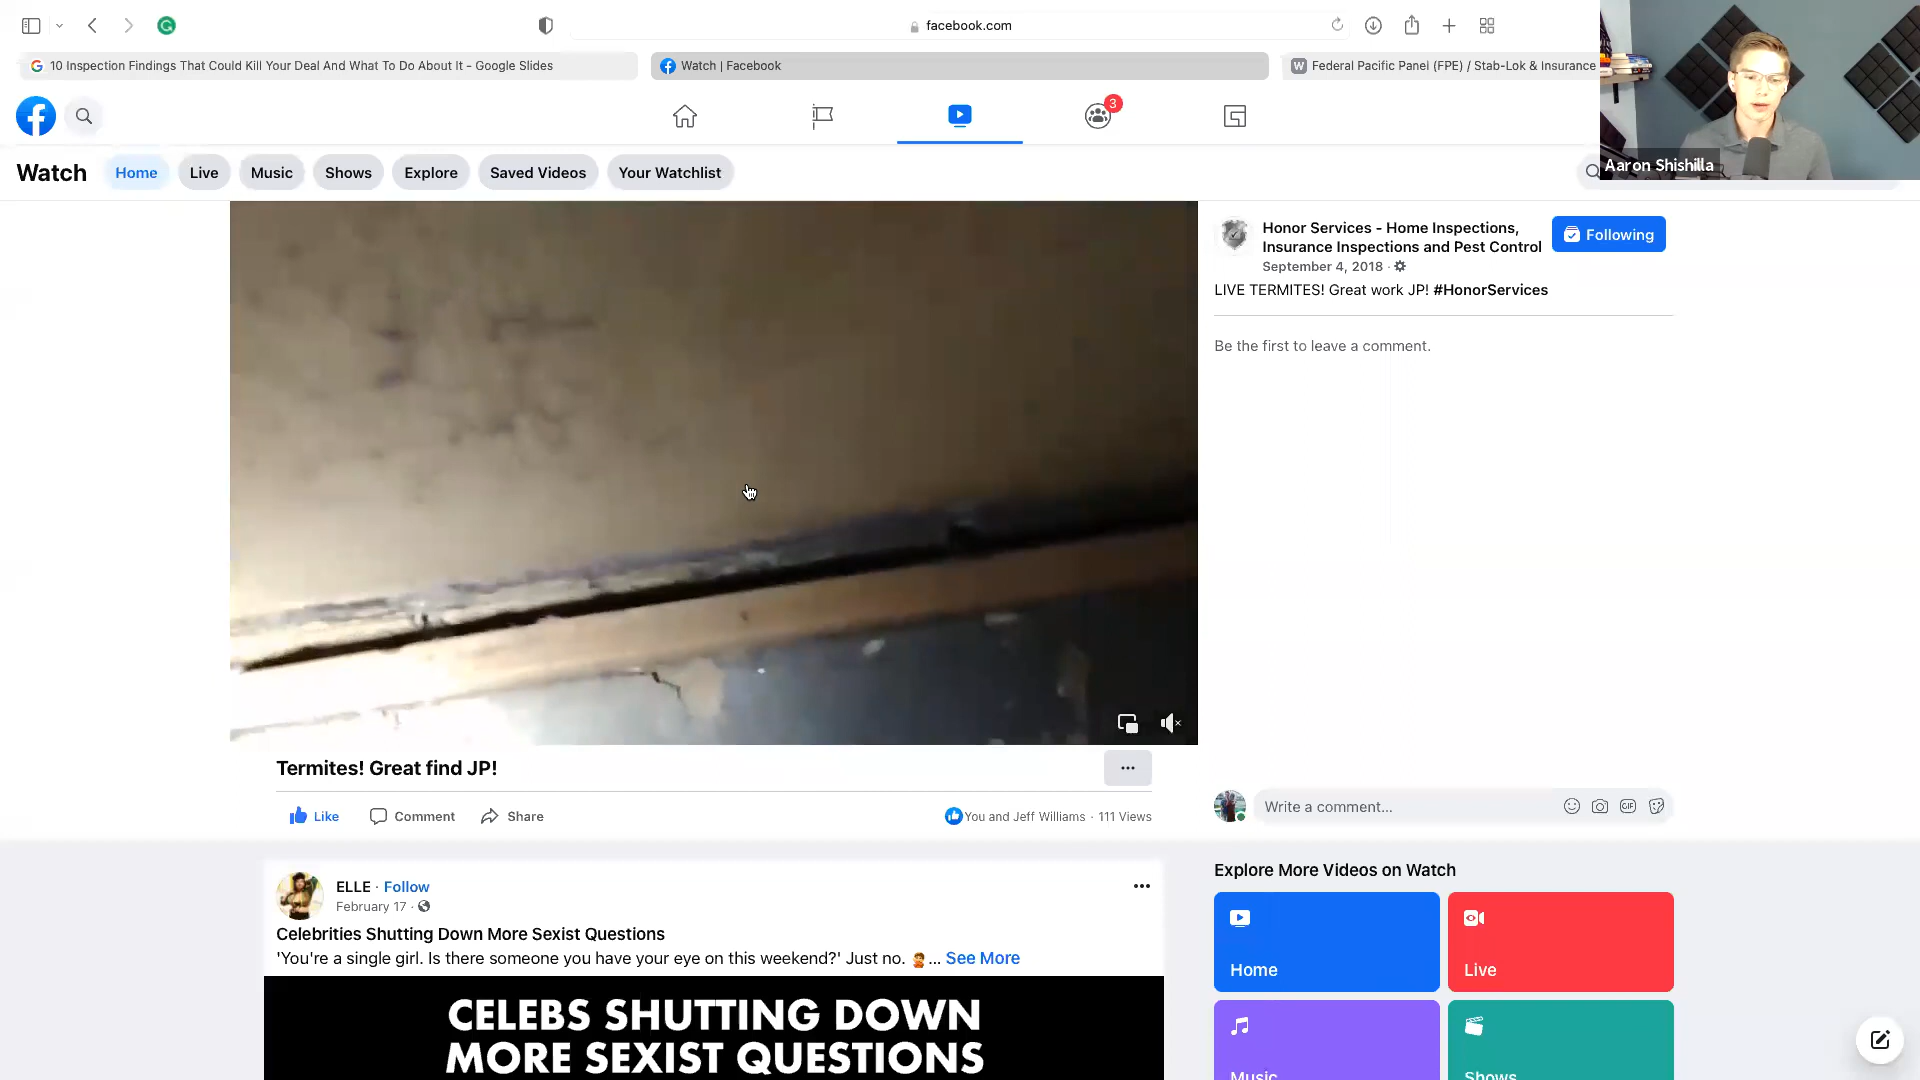 facebook.com
10 Inspection Findings That Could Kill Your Deal And What To Do About It - Google Slides
Watch | Facebook
Federal Pacific Panel (FPE) / Stab-Lok & Insurance
3
Aaron Shishilla
Watch
Home
Live
Music
Shows
Explore
Saved Videos
Your Watchlist
Honor Services - Home Inspections,
Insurance Inspections and Pest Control
Following
September 4, 2018 ·
LIVE TERMITES! Great work JP! #HonorServices
Be the first to leave a comment.
Termites! Great find JP!
Like
Comment
Share
You and Jeff Williams · 111 Views
Write a comment...
GIF
ELLE · Follow
February 17 ·
Celebrities Shutting Down More Sexist Questions
'You're a single girl. Is there someone you have your eye on this weekend?' Just no. 🤦... See More
CELEBS SHUTTING DOWN
MORE SEXIST QUESTIONS
Explore More Videos on Watch
Home
Live
Music
Shows